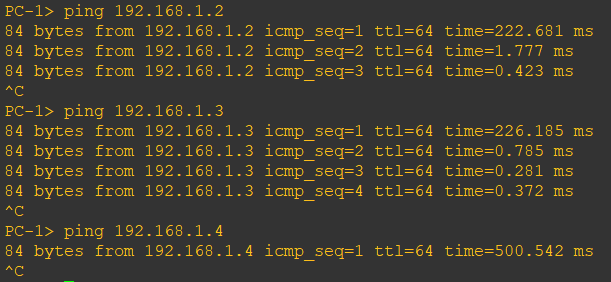 PC-1> ping 192.168.1.2
84 bytes from 192.168.1.2 icmp_seq=1 ttl=64 time=222.681 ms
84 bytes from 192.168.1.2 icmp_seq=2 ttl=64 time=1.777 ms
84 bytes from 192.168.1.2 icmp_seq=3 ttl=64 time=0.423 ms
^C
PC-1> ping 192.168.1.3
84 bytes from 192.168.1.3 icmp_seq=1 ttl=64 time=226.185 ms
84 bytes from 192.168.1.3 icmp_seq=2 ttl=64 time=0.785 ms
84 bytes from 192.168.1.3 icmp_seq=3 ttl=64 time=0.281 ms
84 bytes from 192.168.1.3 icmp_seq=4 ttl=64 time=0.372 ms
^C
PC-1> ping 192.168.1.4
84 bytes from 192.168.1.4 icmp_seq=1 ttl=64 time=500.542 ms
^C